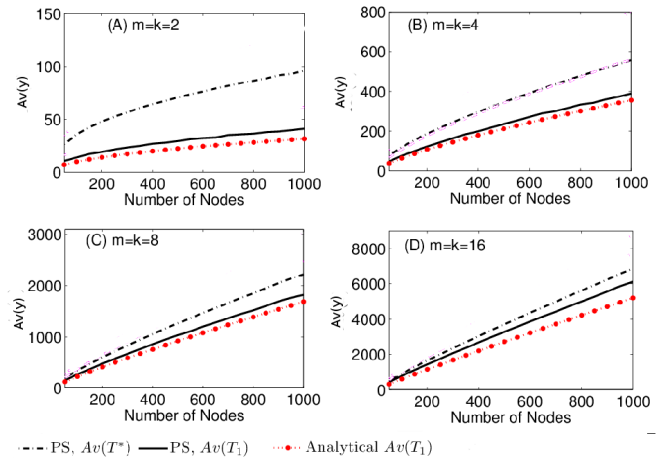 (A) m=k=2
Av(y)
150
100
50
0
200 400 600 800 1000
Number of Nodes
(B) m=k=4
Av(y)
800
600
400
200
0
200 400 600 800 1000
Number of Nodes
(C) m=k=8
Av(y)
3000
2000
1000
0
200 400 600 800 1000
Number of Nodes
(D) m=k=16
Av(y)
8000
6000
4000
2000
0
200 400 600 800 1000
Number of Nodes
PS, Av(T*) PS, Av(T₁) Analytical Av(T₁)